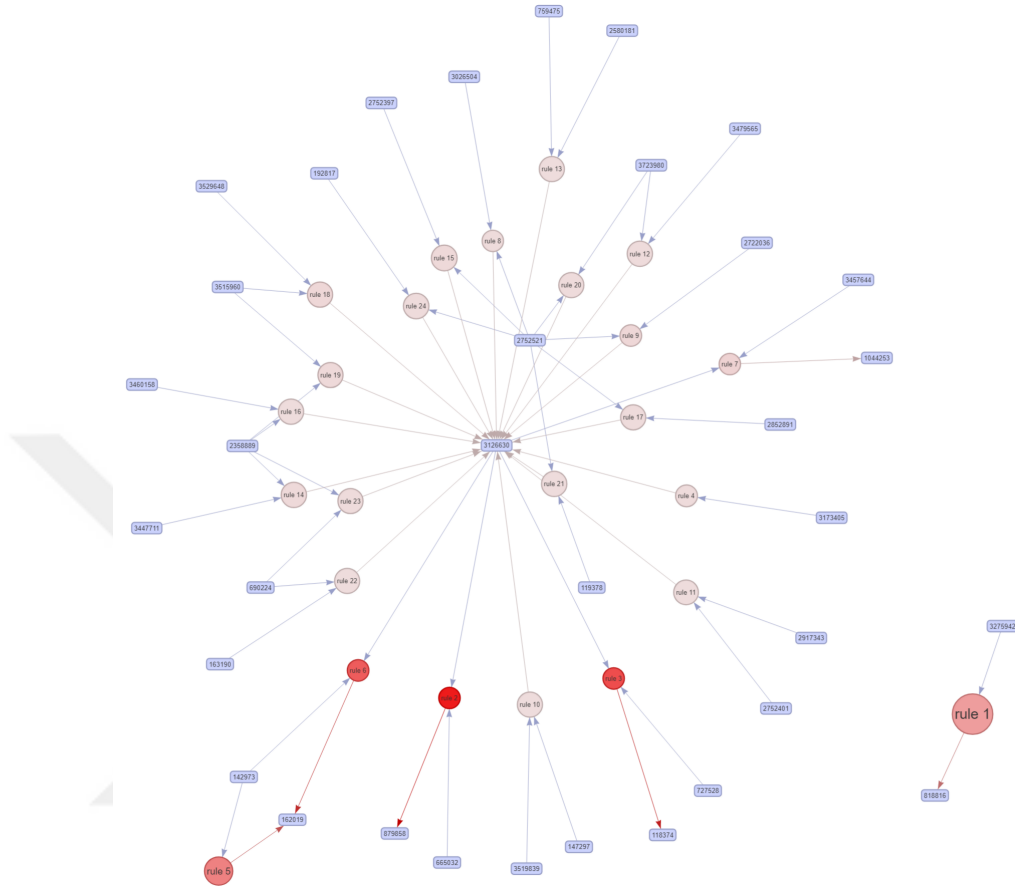 759475
2580181
3026504
2752397
3479565
3723980
192817
rule 13
3529648
rule 8
2722036
rule 15
rule 12
3457644
3515960
rule 18
rule 20
rule 24
2752521
rule 9
1044253
rule 7
rule 19
3460158
rule 16
rule 17
2852891
2358889
3126630
rule 21
rule 14
rule 23
rule 4
3173405
3447711
690224
rule 22
119378
rule 11
2917343
3275942
163190
rule 6
rule 3
rule 2
rule 10
2752401
rule 1
142973
727528
818816
162019
879858
118374
147297
665032
3519839
rule 5